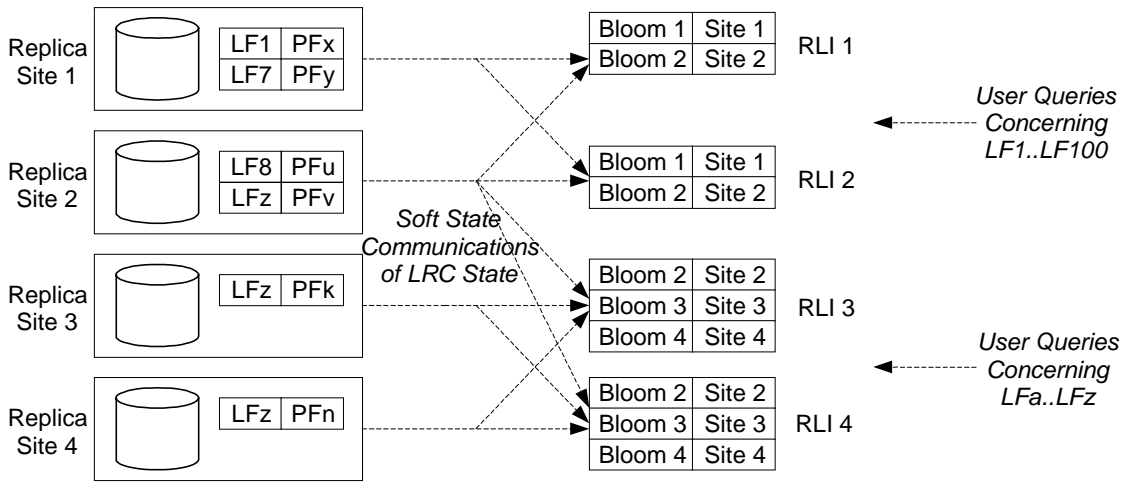 Replica
Site 1
LF1 PFx
LF7 PFy
Bloom 1 Site 1
Bloom 2 Site 2
RLI 1
User Queries
Concerning
LF1..LF100
Replica
Site 2
LF8 PFu
LFz PFv
Bloom 1 Site 1
Bloom 2 Site 2
RLI 2
Soft State
Communications
of LRC State
Replica
Site 3
LFz PFk
Bloom 2 Site 2
Bloom 3 Site 3
Bloom 4 Site 4
RLI 3
User Queries
Concerning
LFa..LFz
Replica
Site 4
LFz PFn
Bloom 2 Site 2
Bloom 3 Site 3
Bloom 4 Site 4
RLI 4